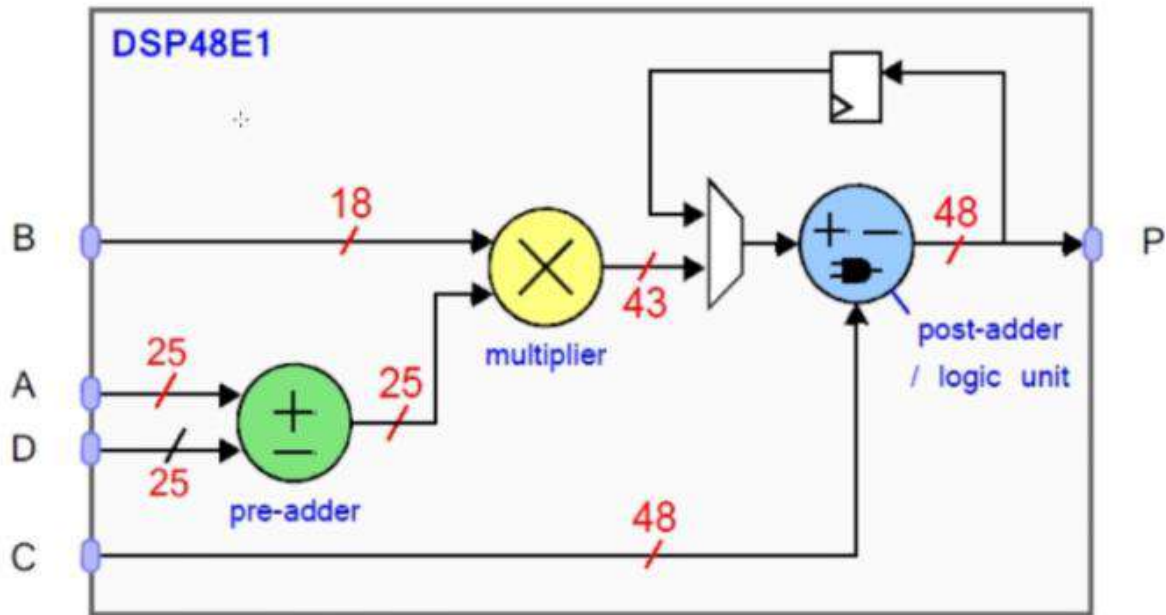 DSP48E1
B
18
48
P
43
multiplier
post-adder
/ logic unit
A
25
25
D
25
pre-adder
C
48